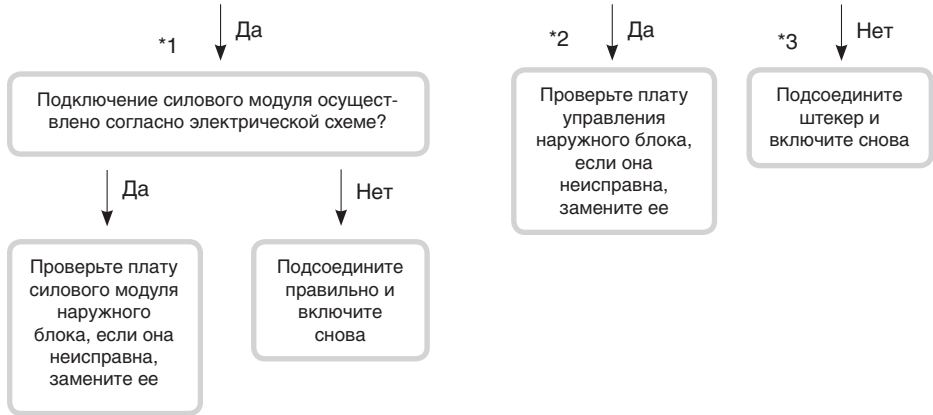 *1
Да
Подключение силового модуля осущест-
влено согласно электрической схеме?
Да
Нет
Проверьте плату
силового модуля
наружного
блока, если она
неисправна,
замените ее
Подсоедините
правильно и
включите
снова
*2
Да
Проверьте плату
управления
наружного блока,
если она
неисправна,
замените ее
*3
Нет
Подсоедините
штекер и
включите снова